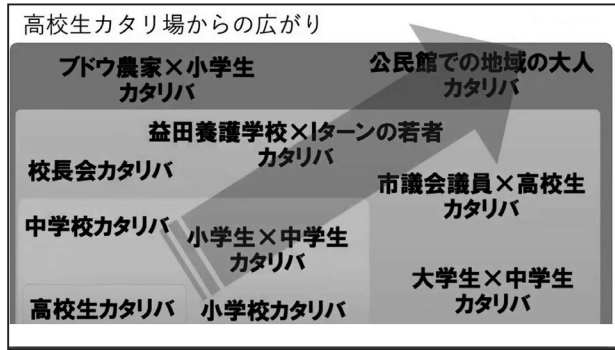 高校生カタリ場からの広がり
ブドウ農家×小学生
カタリバ
公民館での地域の大人
カタリバ
益田養護学校×Iターンの若者
カタリバ
校長会カタリバ
市議会議員×高校生
カタリバ
中学校カタリバ
小学生×中学生
カタリバ
大学生×中学生
カタリバ
高校生カタリバ
小学校カタリバ